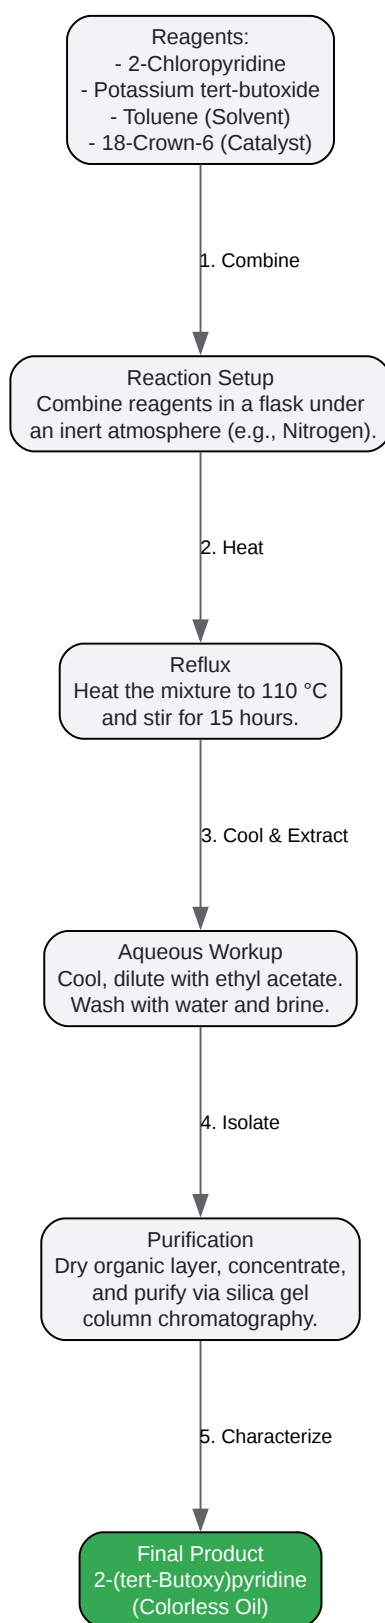 Reagents:
- 2-Chloropyridine
- Potassium tert-butoxide
- Toluene (Solvent)
- 18-Crown-6 (Catalyst)
1. Combine
Reaction Setup
Combine reagents in a flask under
an inert atmosphere (e.g., Nitrogen).
2. Heat
Reflux
Heat the mixture to 110 °C
and stir for 15 hours.
3. Cool & Extract
Aqueous Workup
Cool, dilute with ethyl acetate.
Wash with water and brine.
4. Isolate
Purification
Dry organic layer, concentrate,
and purify via silica gel
column chromatography.
5. Characterize
Final Product
2-(tert-Butoxy)pyridine
(Colorless Oil)